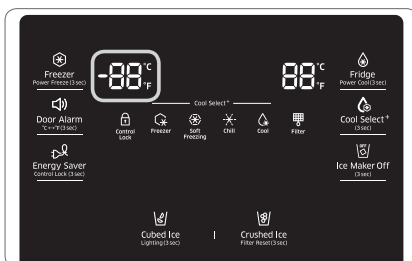 Freezer
Power Freeze (3 sec)
-88 °C °F
88 °C °F
Fridge
Power Cool (3 sec)
Door Alarm
°C↔°F (3 sec)
Cool Select+
Control Lock
Freezer
Soft Freezing
Chill
Cool
Filter
Cool Select+
(3 sec)
Energy Saver
Control Lock (3 sec)
OFF
Ice Maker Off
(3 sec)
Cubed Ice
Lighting (3 sec)
Crushed Ice
Filter Reset (3 sec)